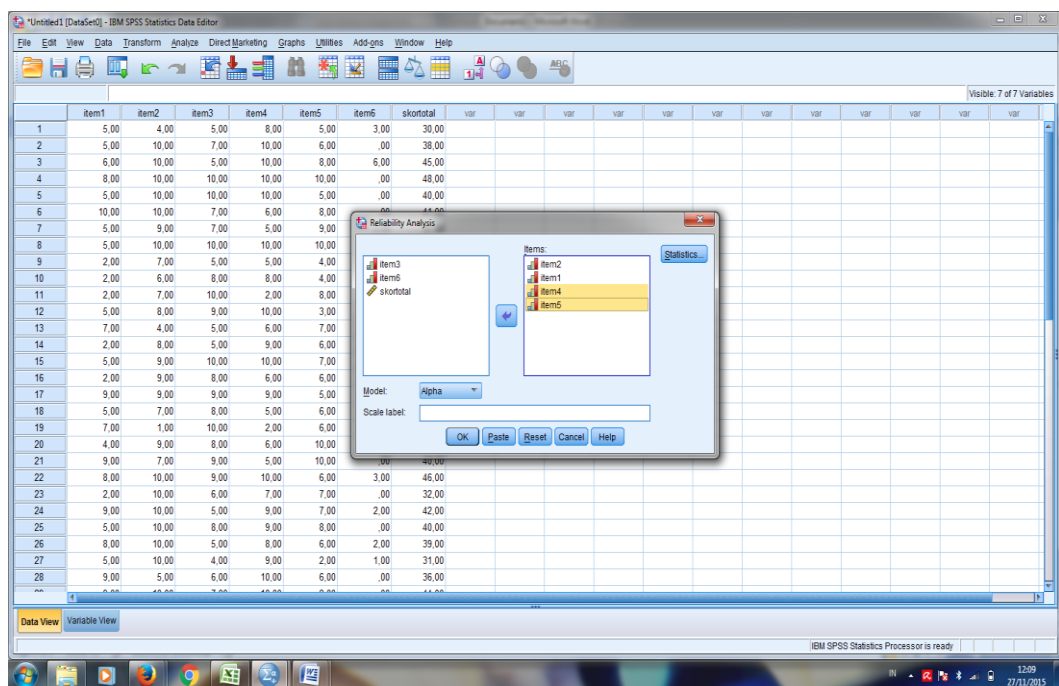 *Untitled1 [DataSet0] - IBM SPSS Statistics Data Editor
File Edit View Data Transform Analyze Direct Marketing Graphs Utilities Add-ons Window Help
Visible: 7 of 7 Variables
item1 item2 item3 item4 item5 item6 skortotal var var var var var var var var var var var
1 5,00 4,00 5,00 8,00 5,00 3,00 30,00
2 5,00 10,00 7,00 10,00 6,00 ,00 38,00
3 6,00 10,00 5,00 10,00 8,00 6,00 45,00
4 8,00 10,00 10,00 10,00 10,00 ,00 48,00
5 5,00 10,00 10,00 10,00 5,00 ,00 40,00
6 10,00 10,00 7,00 6,00 8,00
7 5,00 9,00 7,00 5,00 9,00
8 5,00 10,00 10,00 10,00 10,00
9 2,00 7,00 5,00 5,00 4,00
10 2,00 6,00 8,00 8,00 4,00
11 2,00 7,00 10,00 2,00 8,00
12 5,00 8,00 9,00 10,00 3,00
13 7,00 4,00 5,00 6,00 7,00
14 2,00 8,00 5,00 9,00 6,00
15 5,00 9,00 10,00 10,00 7,00
16 2,00 9,00 8,00 6,00 6,00
17 9,00 9,00 9,00 9,00 5,00
18 5,00 7,00 8,00 5,00 6,00
19 7,00 1,00 10,00 2,00 6,00
20 4,00 9,00 8,00 6,00 10,00
21 9,00 7,00 9,00 5,00 10,00 ,00 40,00
22 8,00 10,00 9,00 10,00 6,00 3,00 46,00
23 2,00 10,00 6,00 7,00 7,00 ,00 32,00
24 9,00 10,00 5,00 9,00 7,00 2,00 42,00
25 5,00 10,00 8,00 9,00 8,00 ,00 40,00
26 8,00 10,00 5,00 8,00 6,00 2,00 39,00
27 5,00 10,00 4,00 9,00 2,00 1,00 31,00
28 9,00 5,00 6,00 10,00 6,00 ,00 36,00
Reliability Analysis
Items:
Statistics...
item3
item6
skortotal
item2
item1
item4
item5
Model: Alpha
Scale label:
OK Paste Reset Cancel Help
Data View Variable View
IBM SPSS Statistics Processor is ready
IN 12:09
27/11/2015